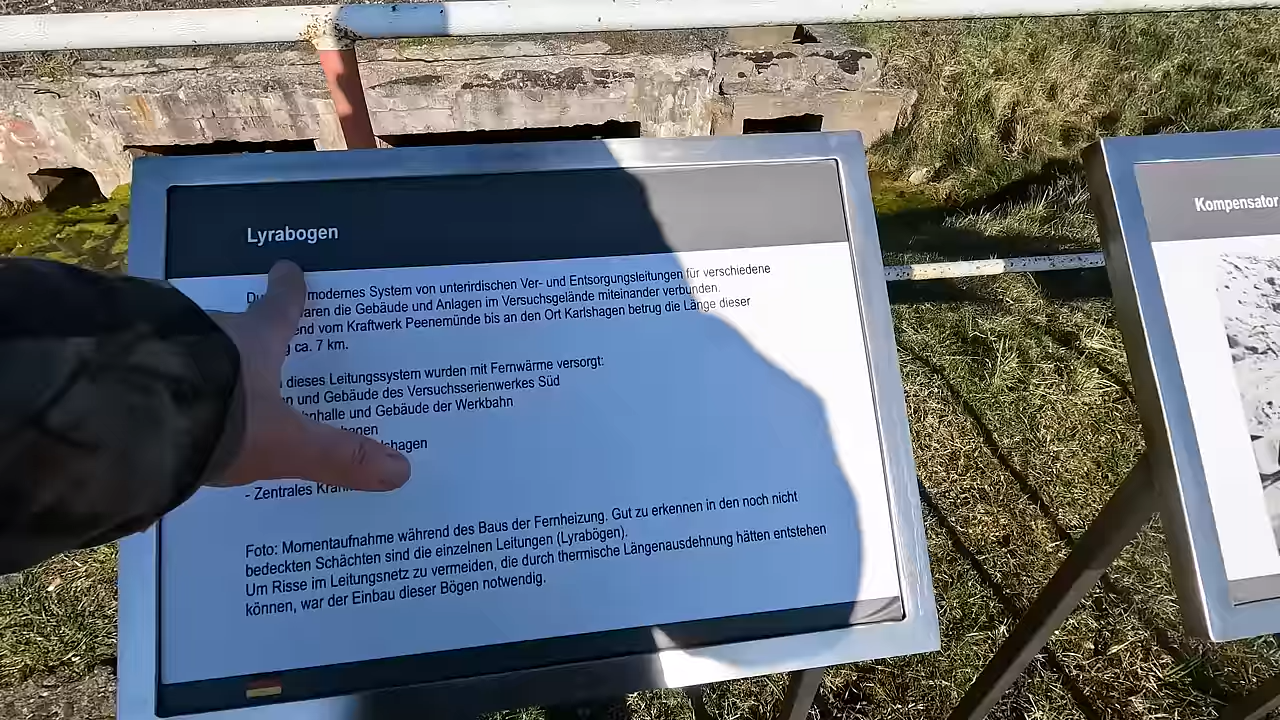 Lyrabogen
modernes System von unterirdischen Ver- und Entsorgungsleitungen für verschiedene
die Gebäude und Anlagen im Versuchsgelände miteinander verbunden.
vom Kraftwerk Peenemünde bis an den Ort Karlshagen betrug die Länge dieser
ca. 7 km.
dieses Leitungssystem wurden mit Fernwärme versorgt:
und Gebäude des Versuchsserienwerkes Süd
und Gebäude der Werkbahn
- Zentrales
Foto: Momentaufnahme während des Baus der Fernheizung. Gut zu erkennen in den noch nicht
bedeckten Schächten sind die einzelnen Leitungen (Lyrabögen).
Um Risse im Leitungsnetz zu vermeiden, die durch thermische Längenausdehnung hätten entstehen
können, war der Einbau dieser Bögen notwendig.
Kompensator